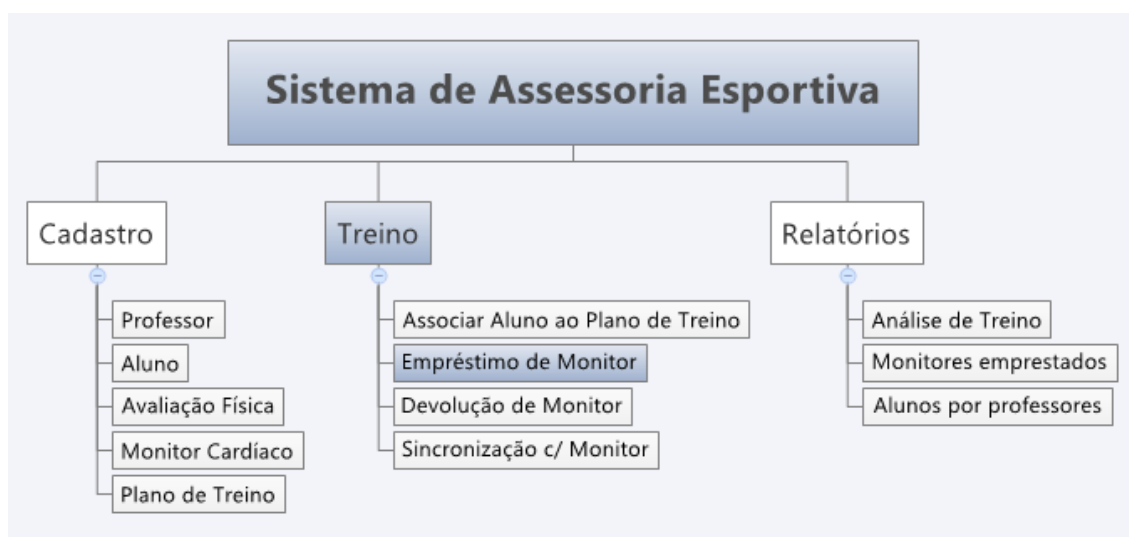 Sistema de Assessoria Esportiva
Cadastro
Professor
Aluno
Avaliação Física
Monitor Cardíaco
Plano de Treino
Treino
Associar Aluno ao Plano de Treino
Empréstimo de Monitor
Devolução de Monitor
Sincronização c/ Monitor
Relatórios
Análise de Treino
Monitores emprestados
Alunos por professores